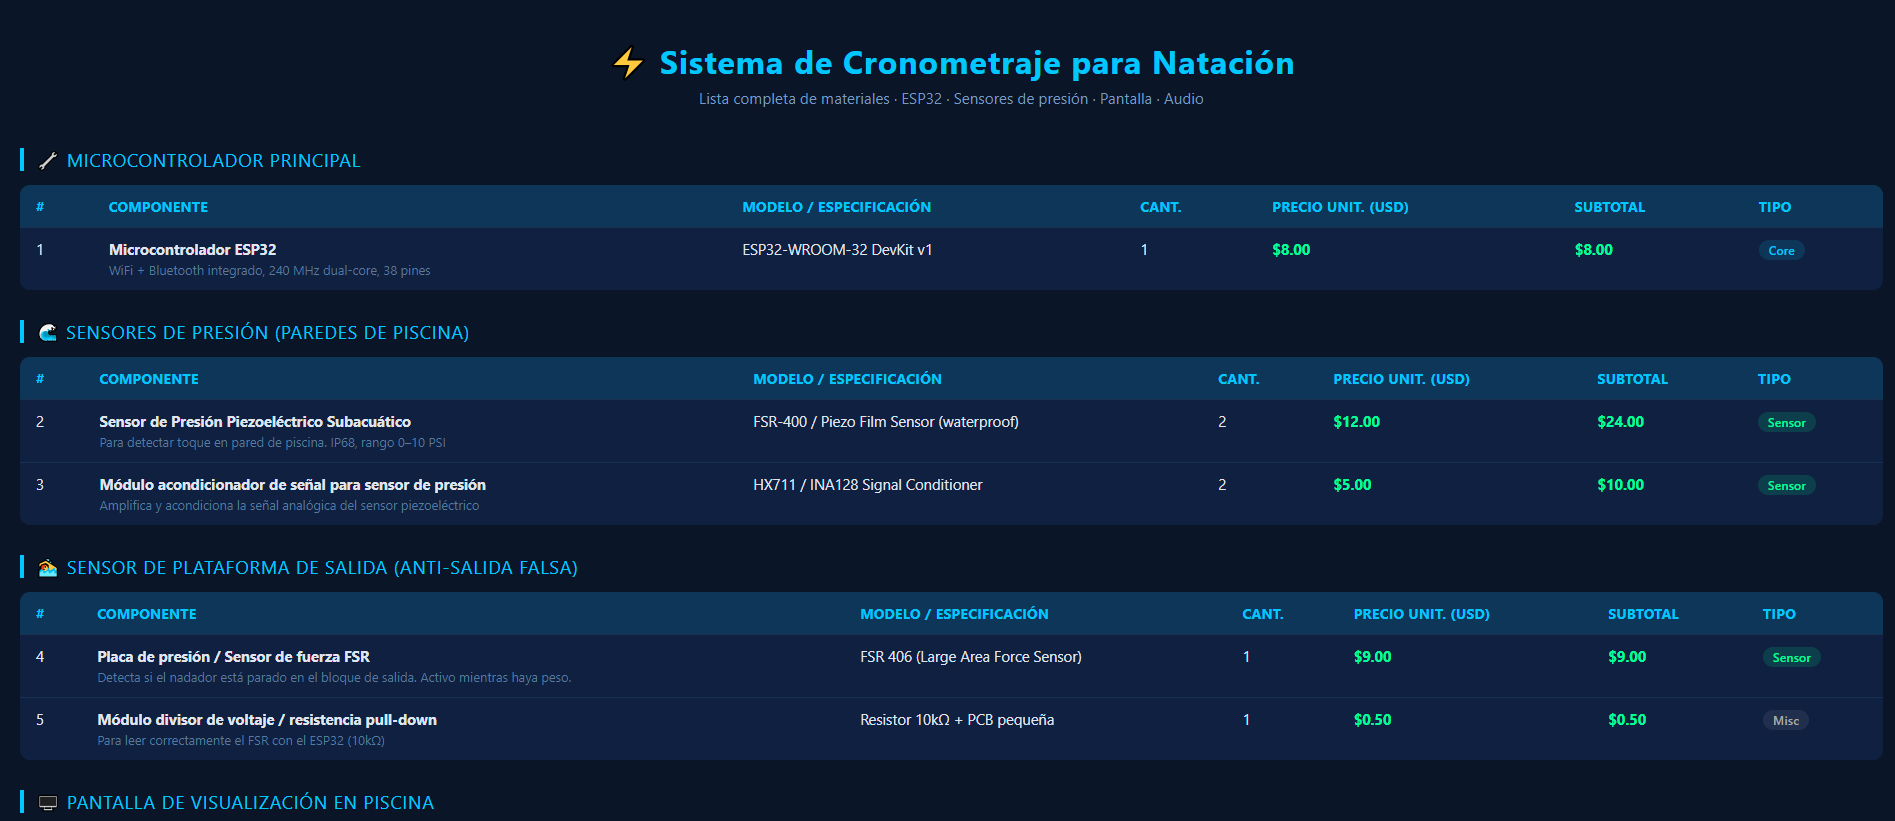 ⚡ Sistema de Cronometraje para Natación
Lista completa de materiales · ESP32 · Sensores de presión · Pantalla · Audio
🔧 MICROCONTROLADOR PRINCIPAL
# COMPONENTE MODELO / ESPECIFICACIÓN CANT. PRECIO UNIT. (USD) SUBTOTAL TIPO
1 Microcontrolador ESP32 ESP32-WROOM-32 DevKit v1 1 $8.00 $8.00 Core
WiFi + Bluetooth integrado, 240 MHz dual-core, 38 pines
🌊 SENSORES DE PRESIÓN (PAREDES DE PISCINA)
# COMPONENTE MODELO / ESPECIFICACIÓN CANT. PRECIO UNIT. (USD) SUBTOTAL TIPO
2 Sensor de Presión Piezoeléctrico Subacuático FSR-400 / Piezo Film Sensor (waterproof) 2 $12.00 $24.00 Sensor
Para detectar toque en pared de piscina. IP68, rango 0–10 PSI
3 Módulo acondicionador de señal para sensor de presión HX711 / INA128 Signal Conditioner 2 $5.00 $10.00 Sensor
Amplifica y acondiciona la señal analógica del sensor piezoeléctrico
🏊 SENSOR DE PLATAFORMA DE SALIDA (ANTI-SALIDA FALSA)
# COMPONENTE MODELO / ESPECIFICACIÓN CANT. PRECIO UNIT. (USD) SUBTOTAL TIPO
4 Placa de presión / Sensor de fuerza FSR FSR 406 (Large Area Force Sensor) 1 $9.00 $9.00 Sensor
Detecta si el nadador está parado en el bloque de salida. Activo mientras haya peso.
5 Módulo divisor de voltaje / resistencia pull-down Resistor 10kΩ + PCB pequeña 1 $0.50 $0.50 Misc
Para leer correctamente el FSR con el ESP32 (10kΩ)
🖥️ PANTALLA DE VISUALIZACIÓN EN PISCINA